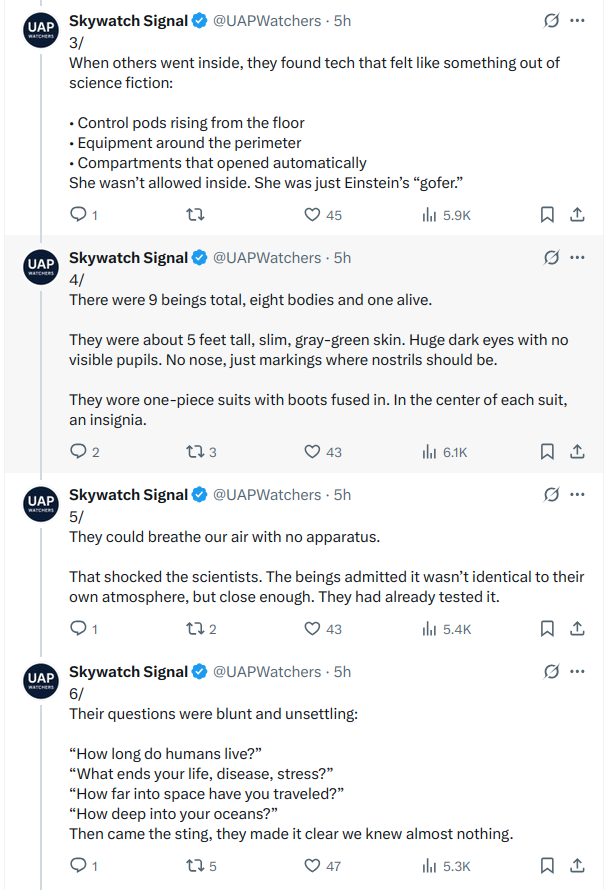 UAP
WATCHERS
Skywatch Signal @UAPWatchers · 5h
3/
When others went inside, they found tech that felt like something out of
science fiction:
• Control pods rising from the floor
• Equipment around the perimeter
• Compartments that opened automatically
She wasn’t allowed inside. She was just Einstein’s “gofer.”
1 45 5.9K
UAP
WATCHERS
Skywatch Signal @UAPWatchers · 5h
4/
There were 9 beings total, eight bodies and one alive.
They were about 5 feet tall, slim, gray-green skin. Huge dark eyes with no
visible pupils. No nose, just markings where nostrils should be.
They wore one-piece suits with boots fused in. In the center of each suit,
an insignia.
2 3 43 6.1K
UAP
WATCHERS
Skywatch Signal @UAPWatchers · 5h
5/
They could breathe our air with no apparatus.
That shocked the scientists. The beings admitted it wasn’t identical to their
own atmosphere, but close enough. They had already tested it.
1 2 43 5.4K
UAP
WATCHERS
Skywatch Signal @UAPWatchers · 5h
6/
Their questions were blunt and unsettling:
“How long do humans live?”
“What ends your life, disease, stress?”
“How far into space have you traveled?”
“How deep into your oceans?”
Then came the sting, they made it clear we knew almost nothing.
1 5 47 5.3K